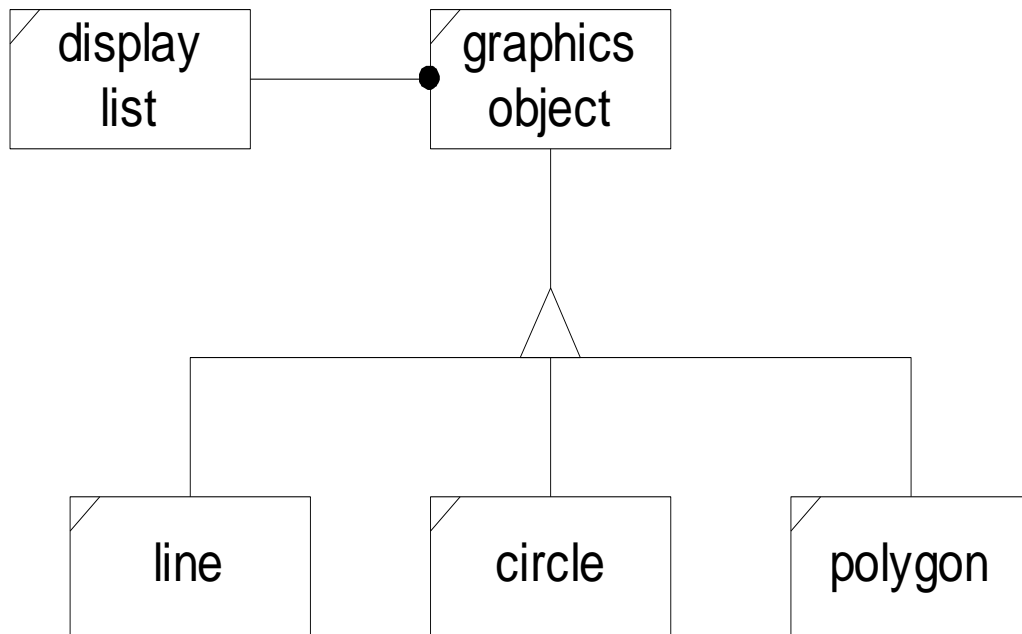 display
list
graphics
object
line
circle
polygon